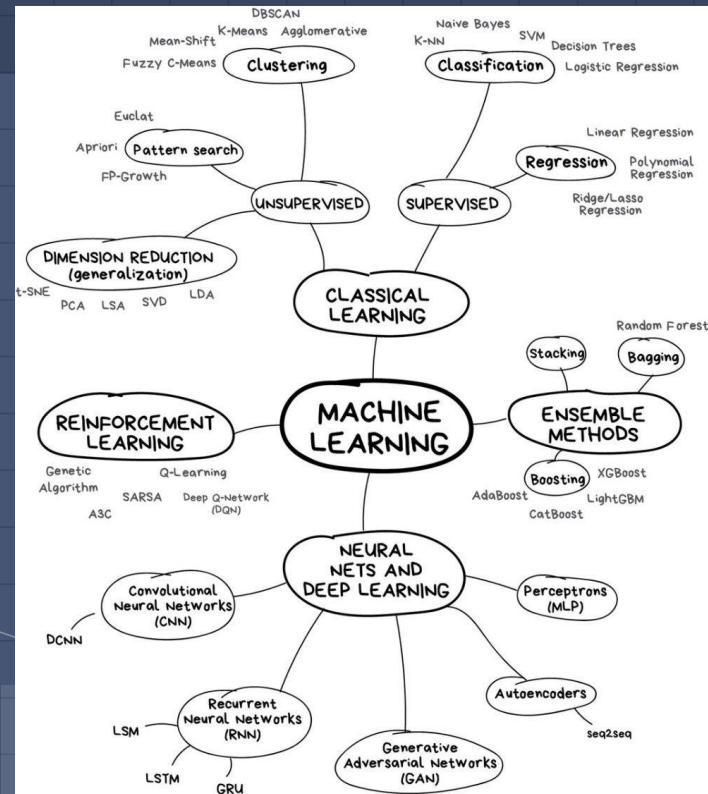 DBSCAN
K-Means
Agglomerative
Mean-Shift
Fuzzy C-Means
Clustering
Naive Bayes
SVM
K-NN
Decision Trees
Classification
Logistic Regression
Euclat
Apriori
Pattern search
FP-Growth
Linear Regression
Regression
Polynomial
Regression
Ridge/Lasso
Regression
UNSUPERVISED
SUPERVISED
DIMENSION REDUCTION
(generalization)
t-SNE
PCA
LSA
SVD
LDA
CLASSICAL
LEARNING
Random Forest
Stacking
Bagging
MACHINE
LEARNING
REINFORCEMENT
LEARNING
ENSEMBLE
METHODS
Genetic
Algorithm
Q-Learning
SARSA
Deep Q-Network
(DQN)
A3C
Boosting
XGBoost
AdaBoost
LightGBM
CatBoost
NEURAL
NETS AND
DEEP LEARNING
Convolutional
Neural Networks
(CNN)
DCNN
Perceptrons
(MLP)
Autoencoders
seq2seq
Recurrent
Neural Networks
(RNN)
LSM
LSTM
GRU
Generative
Adversarial Networks
(GAN)